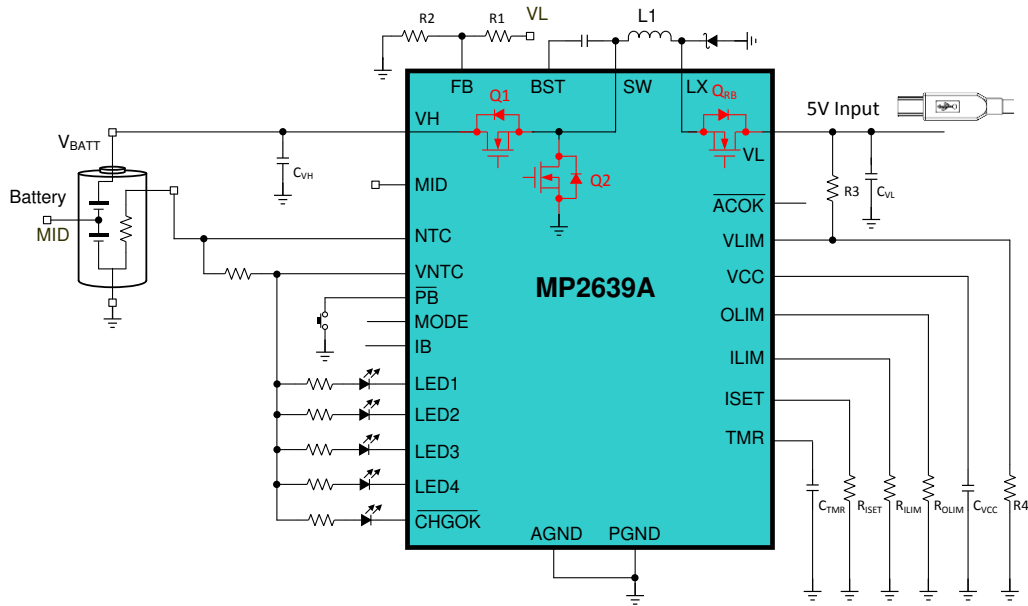 R2
R1
VL
L1
FB
BST
SW
LX
Q1
QRB
5V Input
VH
VL
VBATT
CVH
Q2
R3
CVL
Battery
MID
MID
ACOK
NTC
VLIM
VNTC
VCC
MP2639A
PB
MODE
OLIM
IB
ILIM
LED1
ISET
LED2
LED3
TMR
LED4
CHGOK
CTMR
RISET
RILIM
ROLIM
CVCC
R4
AGND
PGND